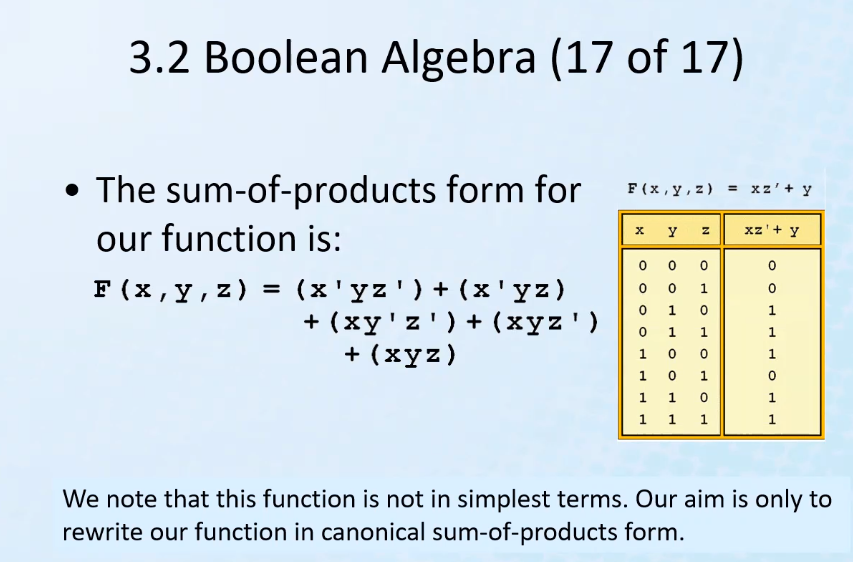 3.2 Boolean Algebra (17 of 17)
• The sum-of-products form for
our function is:
F(x,y,z) = (x'yz')+(x'yz)
+(xy'z')+(xyz')
+(xyz)
F(x,y,z) = xz'+ y
x y z xz'+ y
0 0 0 0
0 0 1 0
0 1 0 1
0 1 1 1
1 0 0 1
1 0 1 0
1 1 0 1
1 1 1 1
We note that this function is not in simplest terms. Our aim is only to
rewrite our function in canonical sum-of-products form.